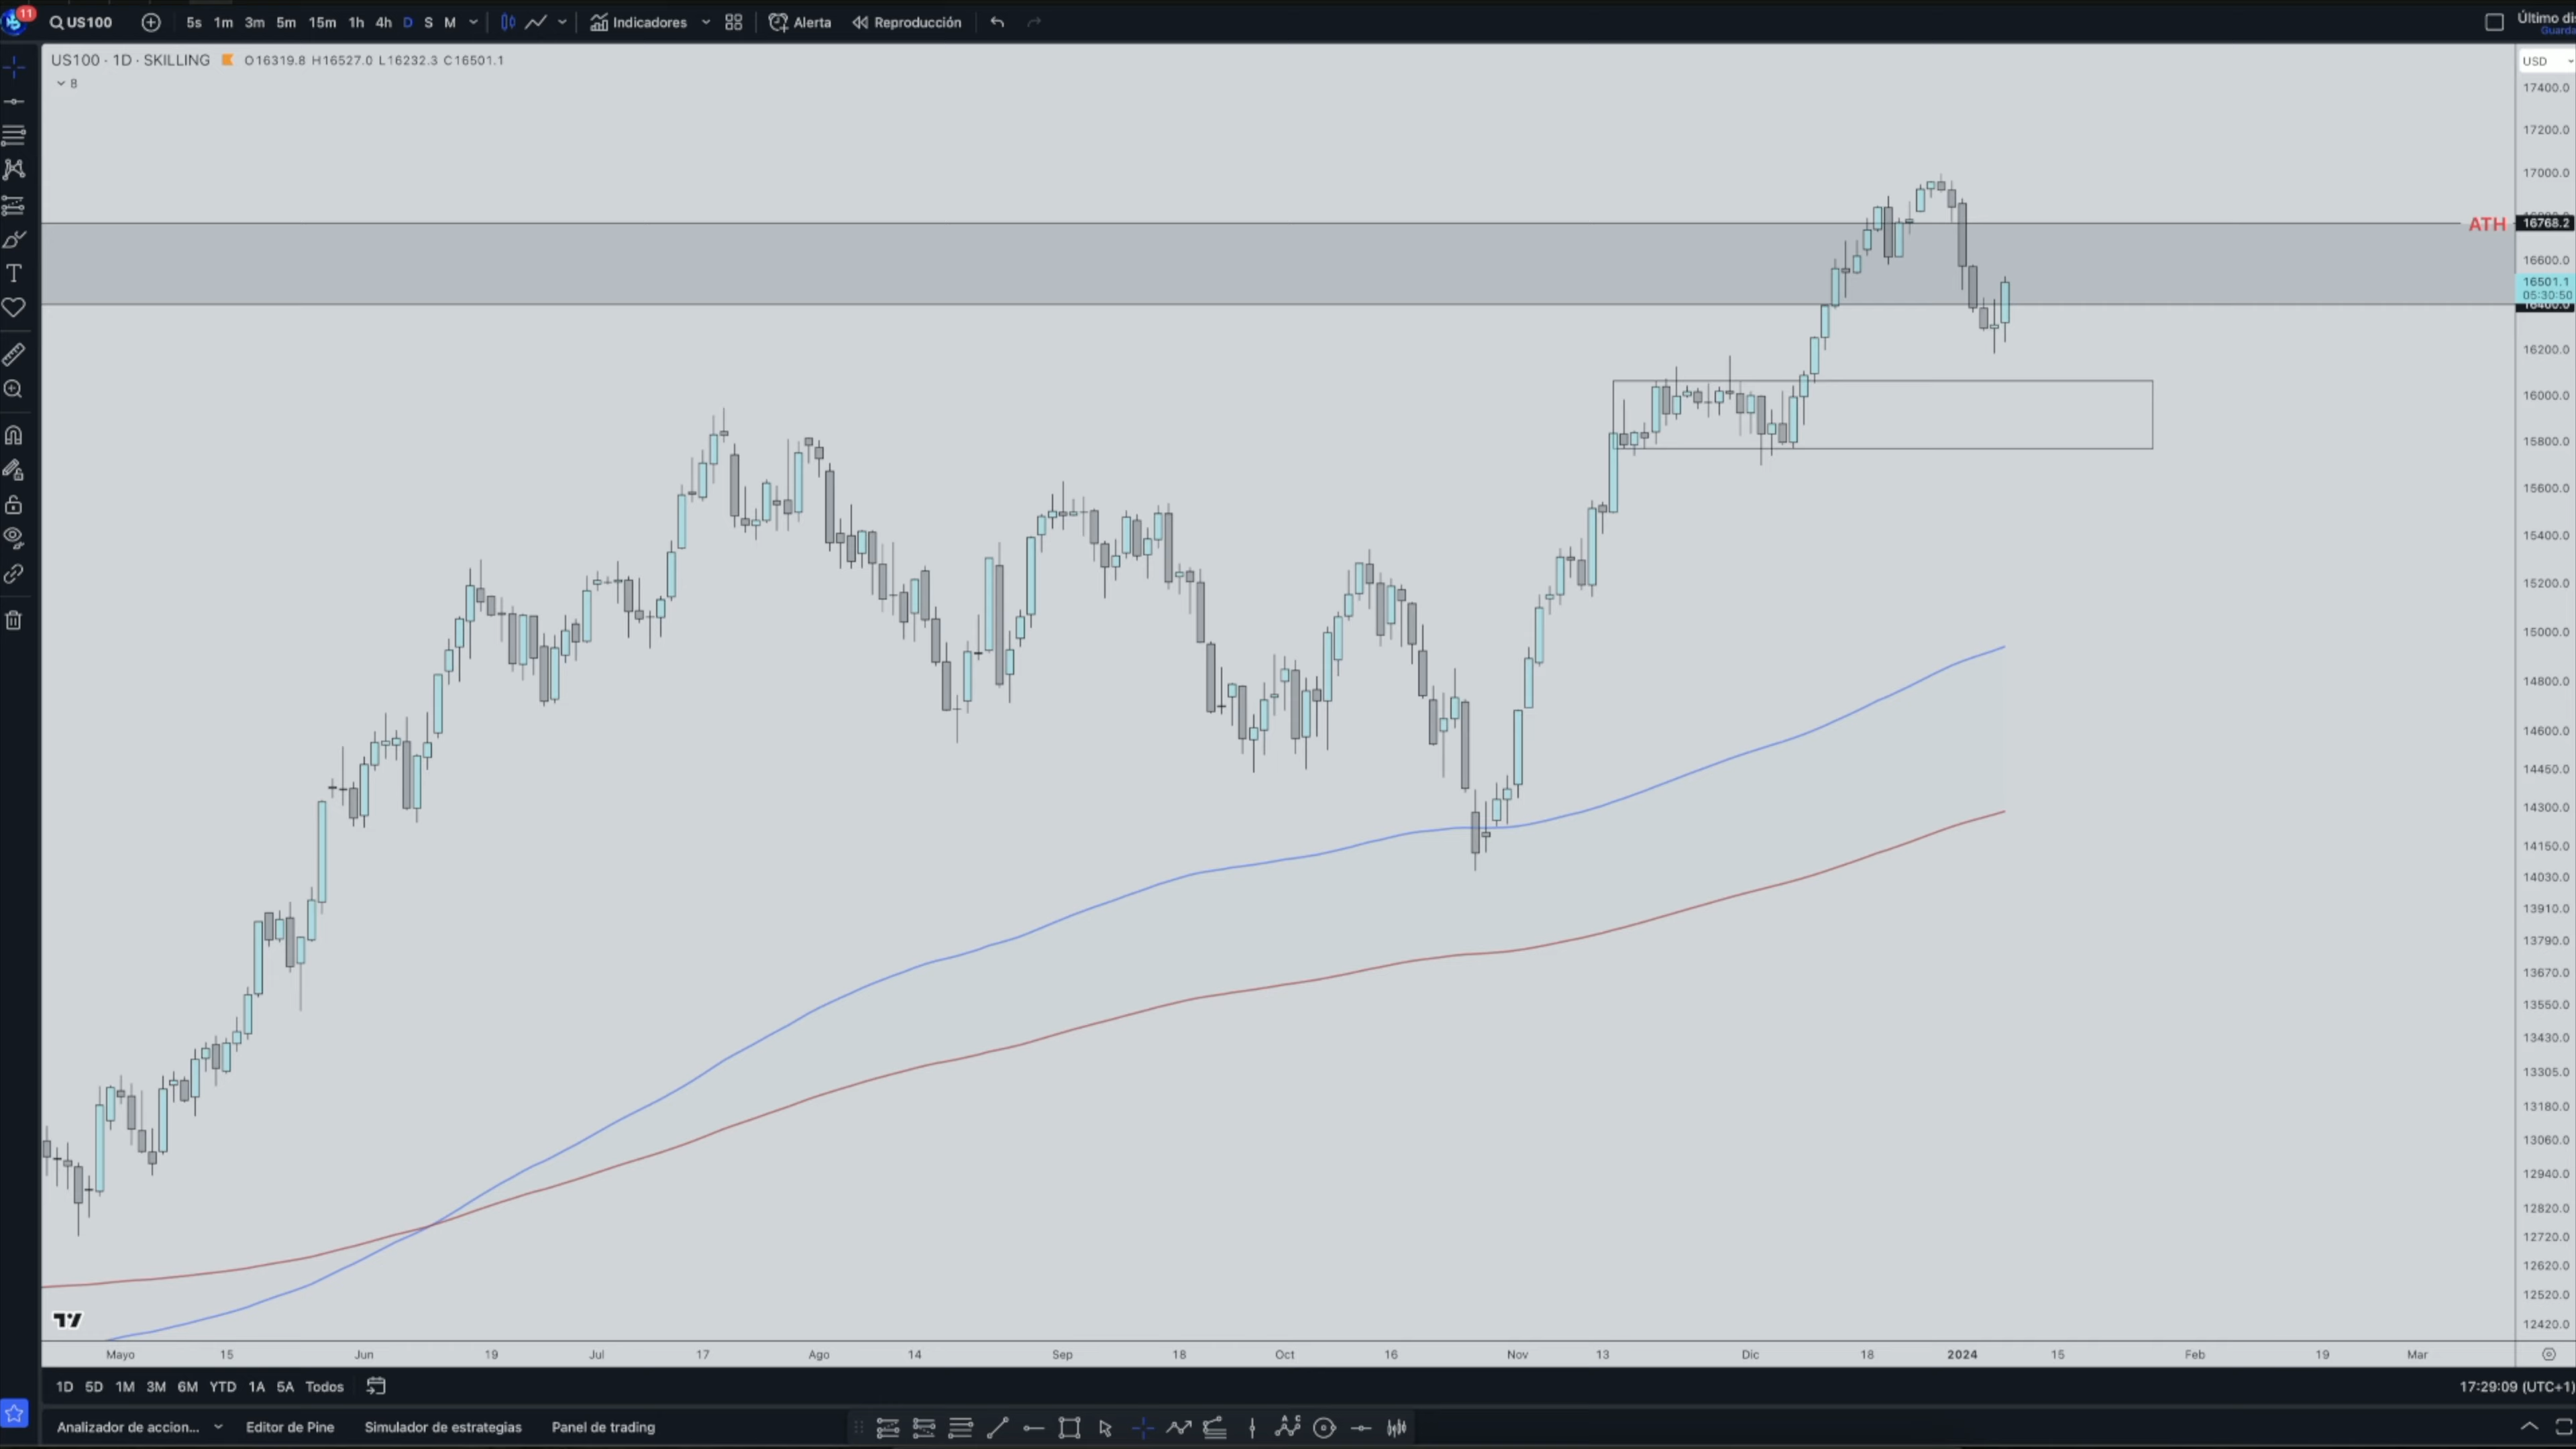 11
US100
5s 1m 3m 5m 15m 1h 4h D S M
Indicadores
Alerta
Reproducción
Último di
Guarda
US100 · 1D · SKILLING O16319.8 H16527.0 L16232.3 C16501.1
8
USD
17400.0
17200.0
17000.0
ATH
16768.2
16600.0
16501.1
05:30:50
16200.0
16000.0
15800.0
15600.0
15400.0
15200.0
15000.0
14800.0
14600.0
14450.0
14300.0
14150.0
14030.0
13910.0
13790.0
13670.0
13550.0
13430.0
13305.0
13180.0
13060.0
12940.0
12820.0
12720.0
12620.0
12520.0
12420.0
Mayo 15 Jun 19 Jul 17 Ago 14 Sep 18 Oct 16 Nov 13 Dic 18 2024 15 Feb 19 Mar
1D 5D 1M 3M 6M YTD 1A 5A Todos
17:29:09 (UTC+1)
Analizador de accion... Editor de Pine Simulador de estrategias Panel de trading